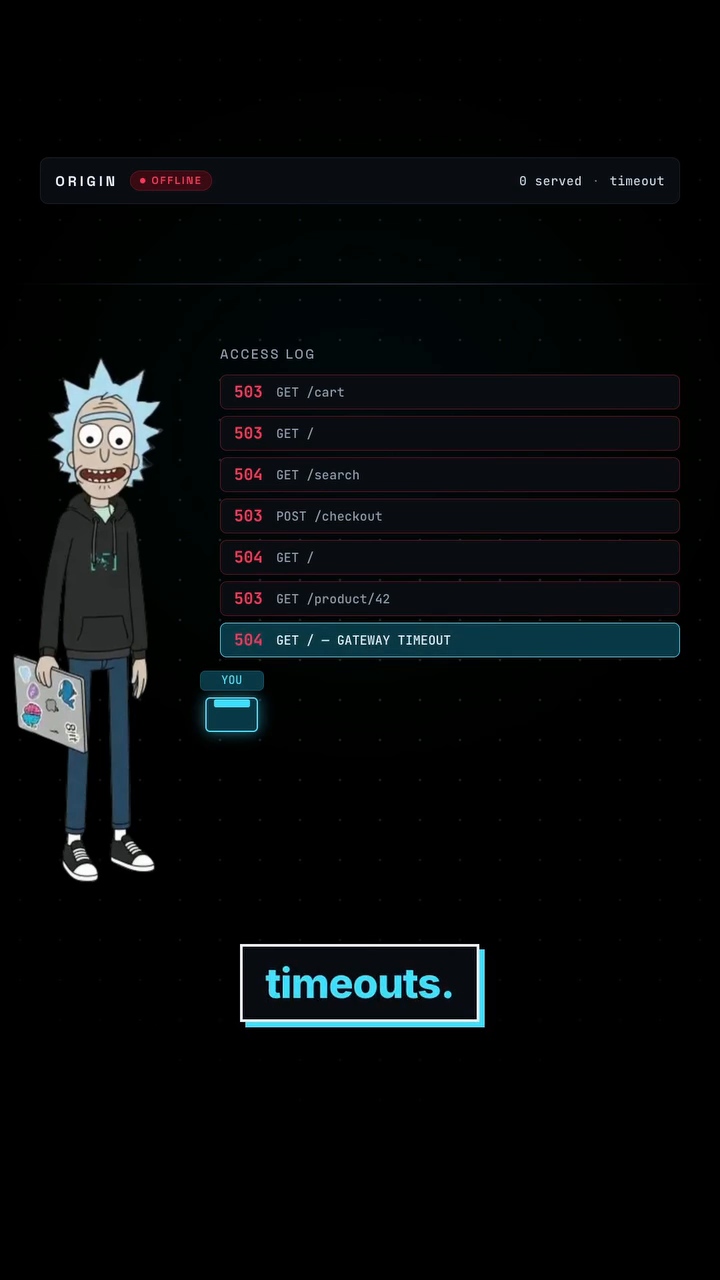 ORIGIN OFFLINE 0 served · timeout
ACCESS LOG
503 GET /cart
503 GET /
504 GET /search
503 POST /checkout
504 GET /
503 GET /product/42
504 GET / — GATEWAY TIMEOUT
YOU
timeouts.